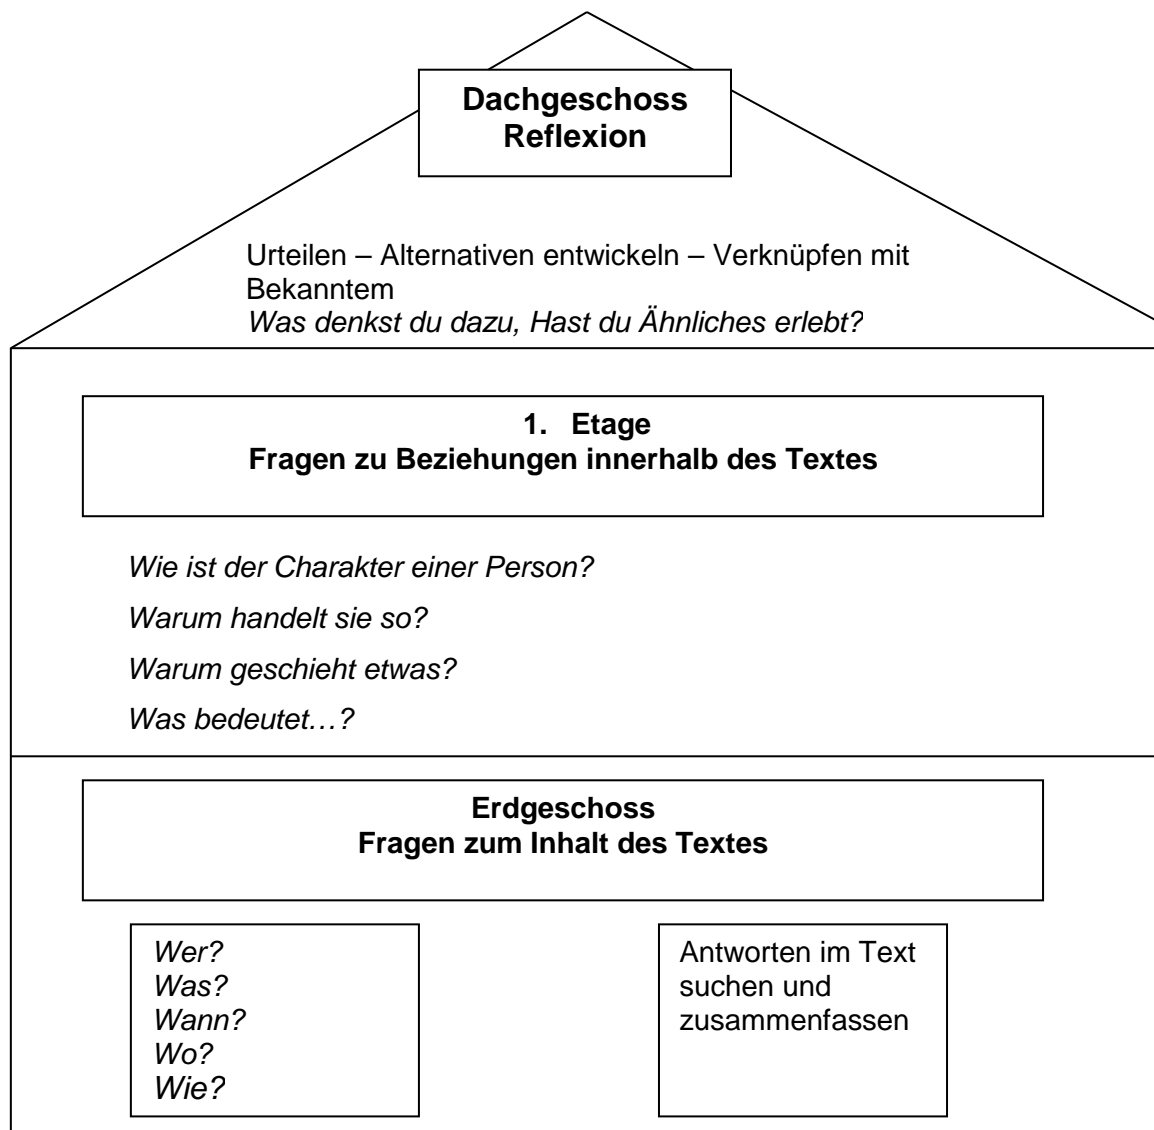 Dachgeschoss
Reflexion
Urteilen – Alternativen entwickeln – Verknüpfen mit
Bekanntem
Was denkst du dazu, Hast du Ähnliches erlebt?
1. Etage
Fragen zu Beziehungen innerhalb des Textes
Wie ist der Charakter einer Person?
Warum handelt sie so?
Warum geschieht etwas?
Was bedeutet…?
Erdgeschoss
Fragen zum Inhalt des Textes
Wer?
Was?
Wann?
Wo?
Wie?
Antworten im Text
suchen und
zusammenfassen